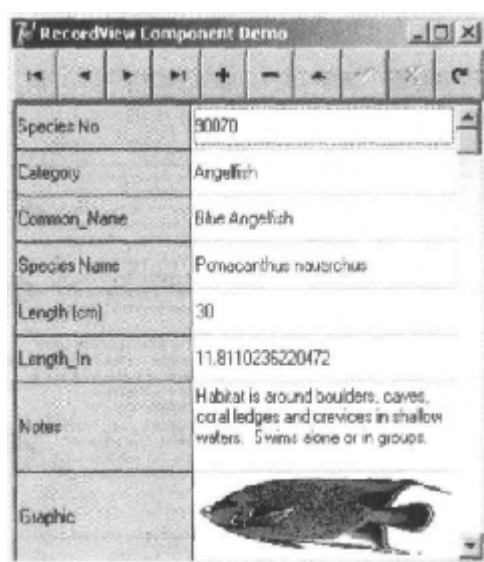 RecordView Component Demo
Species No
90070
Category
Angelfish
Common_Name
Blue Angelfish
Species Name
Pomacanthus nauarchus
Length (cm)
30
Length_In
11.8110236220472
Notes
Habitat is around boulders, caves,
coral ledges and crevices in shallow
waters. Swims alone or in groups.
Graphic